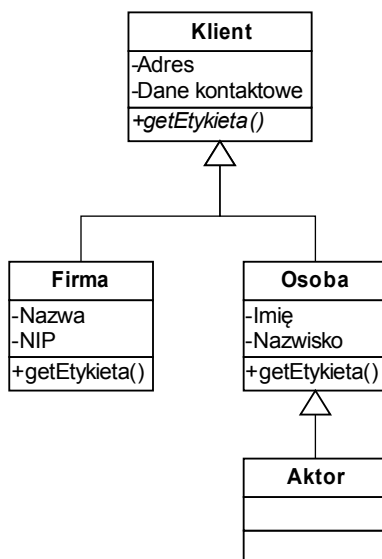 Klient
-Adres
-Dane kontaktowe
+getEtykieta()
Firma
-Nazwa
-NIP
+getEtykieta()
Osoba
-Imię
-Nazwisko
+getEtykieta()
Aktor